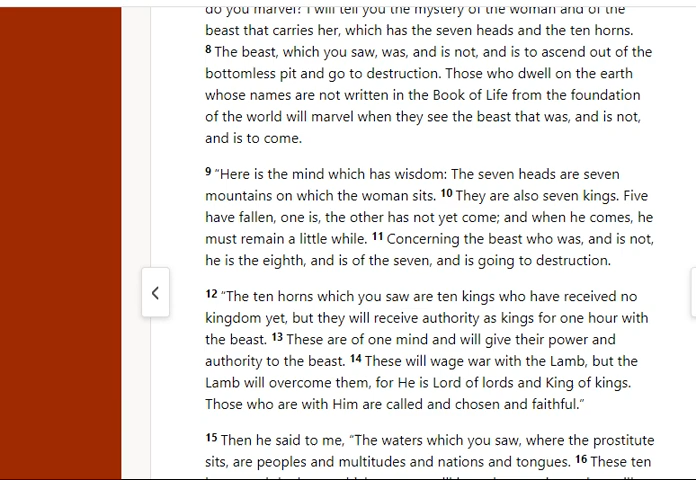 do you marvel? I will tell you the mystery of the woman and of the
beast that carries her, which has the seven heads and the ten horns.
8 The beast, which you saw, was, and is not, and is to ascend out of the
bottomless pit and go to destruction. Those who dwell on the earth
whose names are not written in the Book of Life from the foundation
of the world will marvel when they see the beast that was, and is not,
and is to come.
9 “Here is the mind which has wisdom: The seven heads are seven
mountains on which the woman sits. 10 They are also seven kings. Five
have fallen, one is, the other has not yet come; and when he comes, he
must remain a little while. 11 Concerning the beast who was, and is not,
he is the eighth, and is of the seven, and is going to destruction.
12 “The ten horns which you saw are ten kings who have received no
kingdom yet, but they will receive authority as kings for one hour with
the beast. 13 These are of one mind and will give their power and
authority to the beast. 14 These will wage war with the Lamb, but the
Lamb will overcome them, for He is Lord of lords and King of kings.
Those who are with Him are called and chosen and faithful.”
15 Then he said to me, “The waters which you saw, where the prostitute
sits, are peoples and multitudes and nations and tongues. 16 These ten